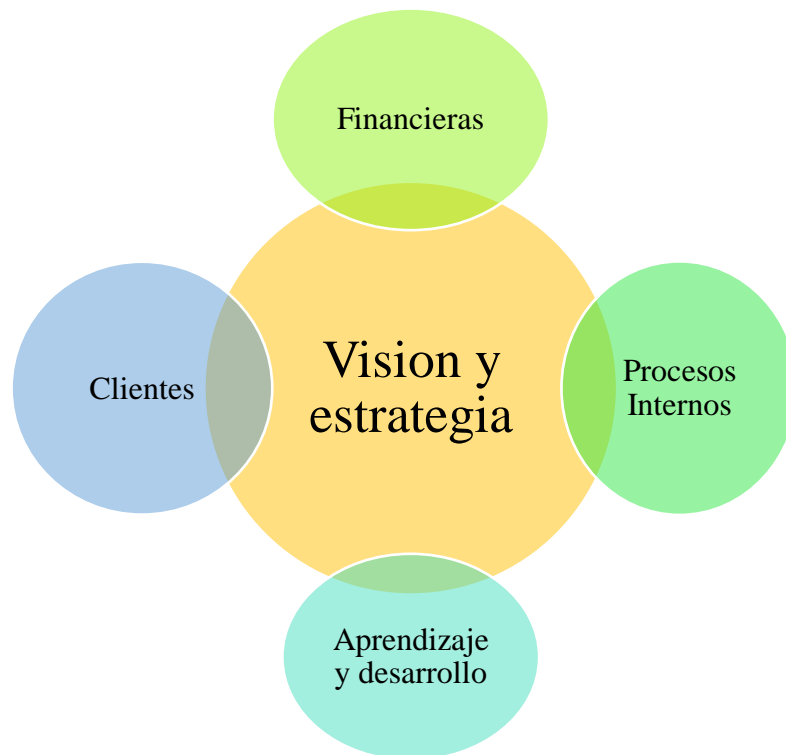 Financieras
Clientes
Vision y
estrategia
Procesos
Internos
Aprendizaje
y desarrollo